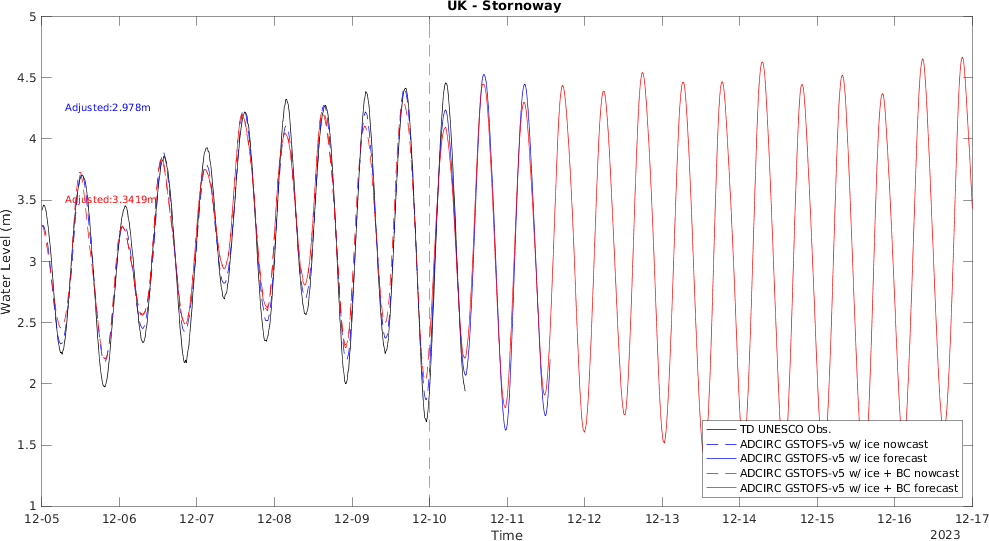 UK - Stornoway
5
4.5
4
3.5
3
2.5
2
1.5
1
Water Level (m)
Adjusted:2.978m
Adjusted:3.3419m
TD UNESCO Obs.
ADCIRC GSTOFS-v5 w/ ice nowcast
ADCIRC GSTOFS-v5 w/ ice forecast
ADCIRC GSTOFS-v5 w/ ice + BC nowcast
ADCIRC GSTOFS-v5 w/ ice + BC forecast
12-05 12-06 12-07 12-08 12-09 12-10 12-11 12-12 12-13 12-14 12-15 12-16 12-17
Time
2023